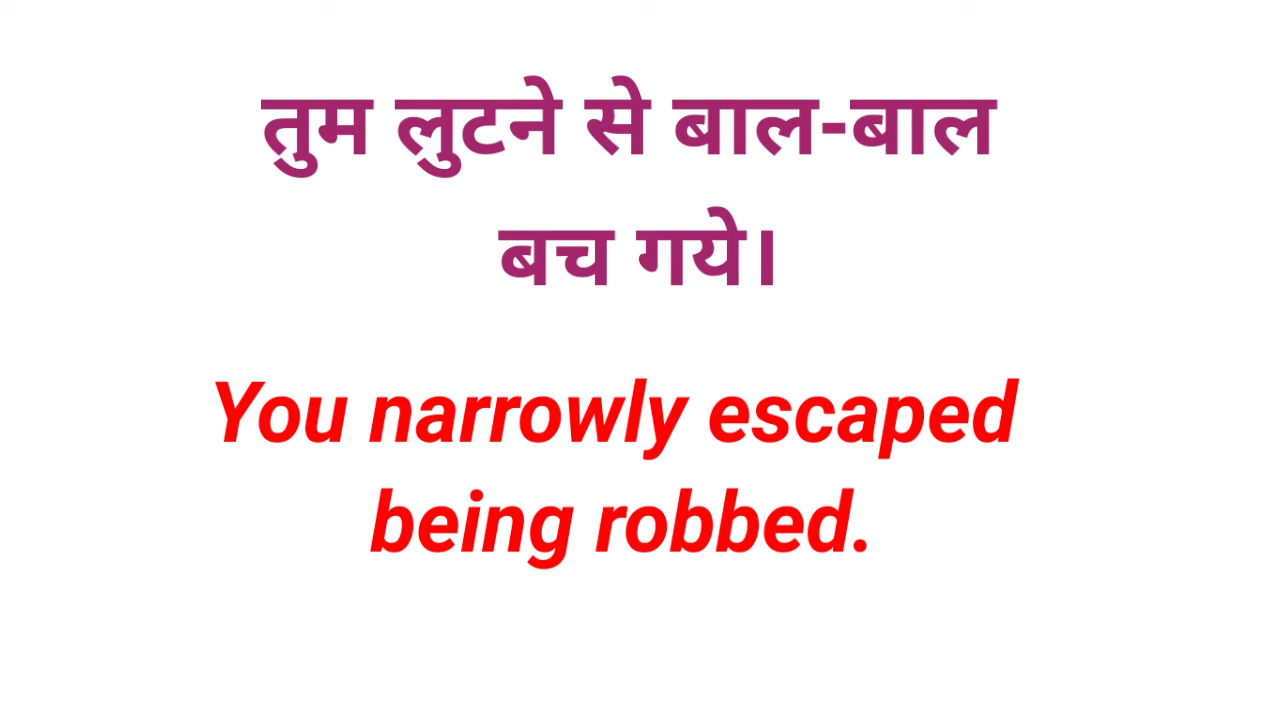 तुम लुटने से बाल-बाल
बच गये।
You narrowly escaped
being robbed.